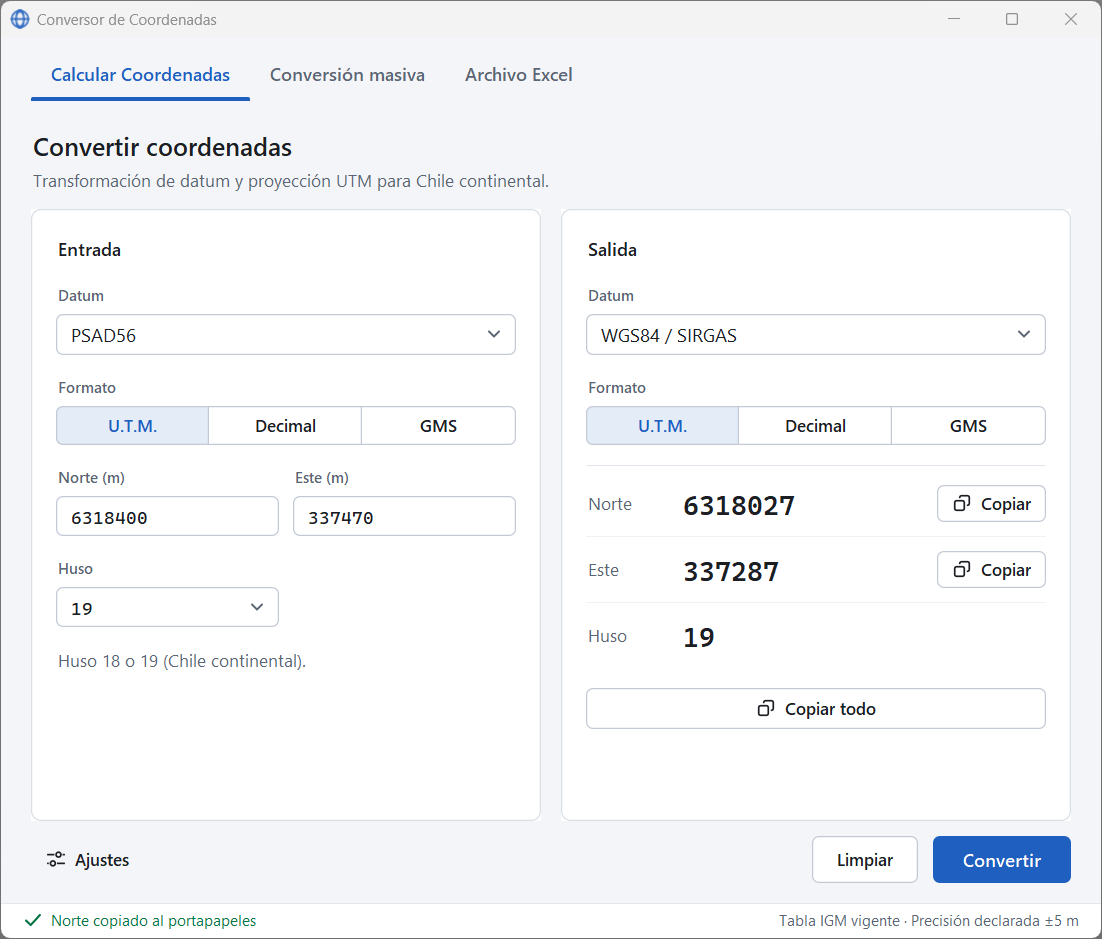 Conversor de Coordenadas
Calcular Coordenadas
Conversión masiva
Archivo Excel
Convertir coordenadas
Transformación de datum y proyección UTM para Chile continental.
Entrada
Datum
PSAD56
Formato
U.T.M.
Decimal
GMS
Norte (m)
Este (m)
6318400
337470
Huso
19
Huso 18 o 19 (Chile continental).
Salida
Datum
WGS84 / SIRGAS
Formato
U.T.M.
Decimal
GMS
Norte
6318027
Copiar
Este
337287
Copiar
Huso
19
Copiar todo
Ajustes
Limpiar
Convertir
Norte copiado al portapapeles
Tabla IGM vigente · Precisión declarada ±5 m